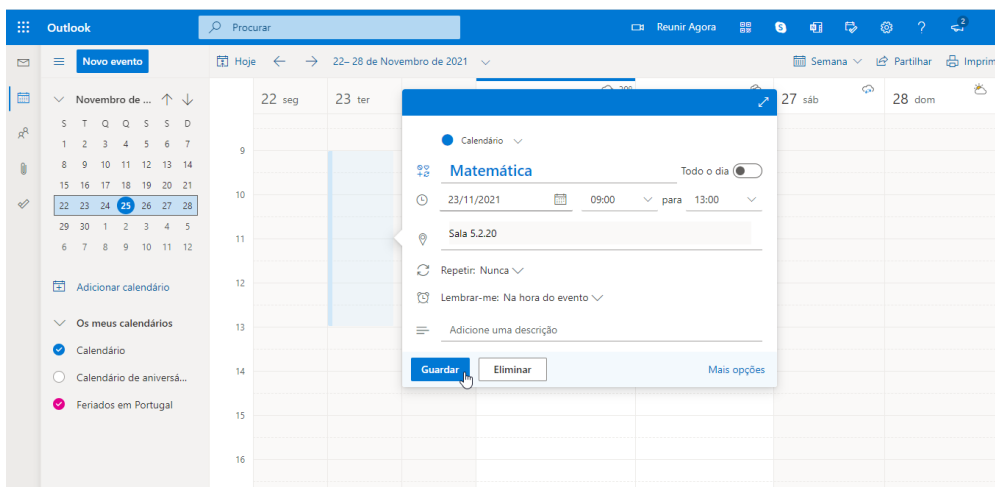 Outlook
Procurar
Reunir Agora
2
Novo evento
Hoje
22– 28 de Novembro de 2021
Semana
Partilhar
Imprim
Novembro de ...
S T Q Q S S D
1 2 3 4 5 6 7
8 9 10 11 12 13 14
15 16 17 18 19 20 21
22 23 24 25 26 27 28
29 30 1 2 3 4 5
6 7 8 9 10 11 12
Adicionar calendário
Os meus calendários
Calendário
Calendário de aniversá...
Feriados em Portugal
22 seg
23 ter
27 sáb
28 dom
9
10
11
12
13
14
15
16
Calendário
Matemática
Todo o dia
23/11/2021
09:00 para 13:00
Sala 5.2.20
Repetir: Nunca
Lembrar-me: Na hora do evento
Adicione uma descrição
Guardar
Eliminar
Mais opções